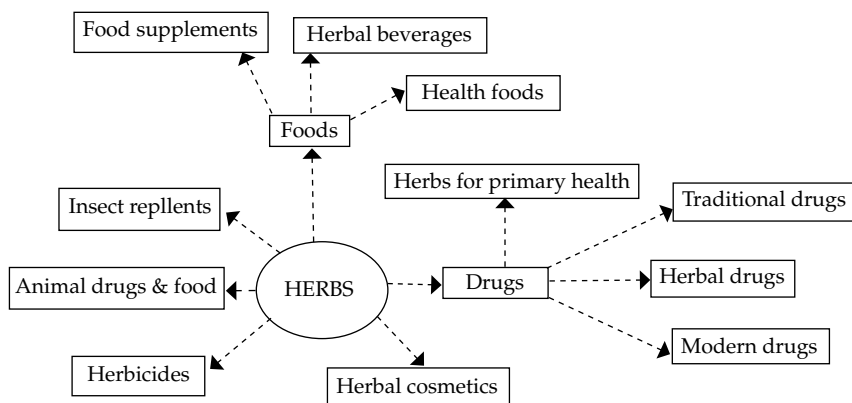 Food supplements
Herbal beverages
Health foods
Foods
Herbs for primary health
Traditional drugs
Insect repllents
Animal drugs & food
HERBS
Drugs
Herbal drugs
Herbicides
Herbal cosmetics
Modern drugs